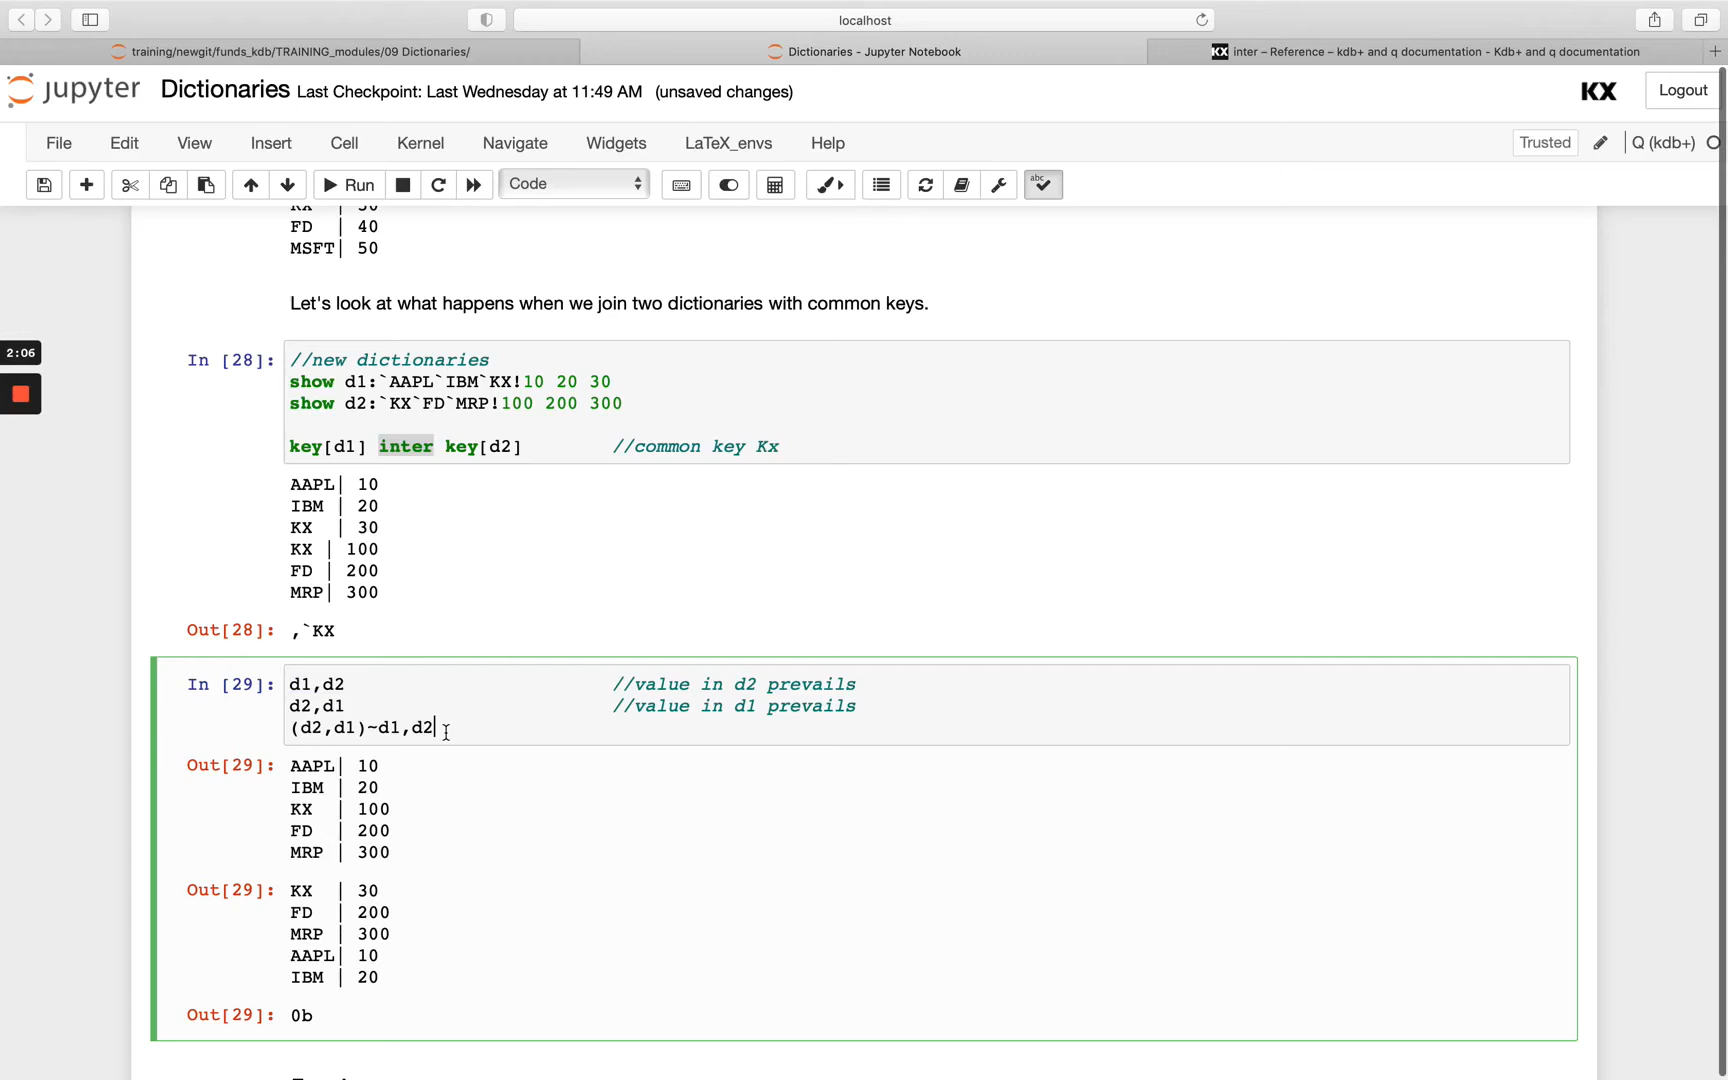 localhost
training/newgit/funds_kdb/TRAINING_modules/09 Dictionaries/
Dictionaries - Jupyter Notebook
KX inter – Reference – kdb+ and q documentation - Kdb+ and q documentation
jupyter Dictionaries Last Checkpoint: Last Wednesday at 11:49 AM (unsaved changes)
KX
Logout
File Edit View Insert Cell Kernel Navigate Widgets LaTeX_envs Help
Trusted
Q (kdb+)
Run
Code
abc
KX | 30
FD | 40
MSFT| 50
Let's look at what happens when we join two dictionaries with common keys.
2:06
In [28]: //new dictionaries
show d1:`AAPL`IBM`KX!10 20 30
show d2:`KX`FD`MRP!100 200 300
key[d1] inter key[d2] //common key Kx
AAPL| 10
IBM | 20
KX | 30
KX | 100
FD | 200
MRP| 300
Out[28]: ,`KX
In [29]: d1,d2 //value in d2 prevails
d2,d1 //value in d1 prevails
(d2,d1)~d1,d2
Out[29]: AAPL| 10
IBM | 20
KX | 100
FD | 200
MRP | 300
Out[29]: KX | 30
FD | 200
MRP | 300
AAPL| 10
IBM | 20
Out[29]: 0b